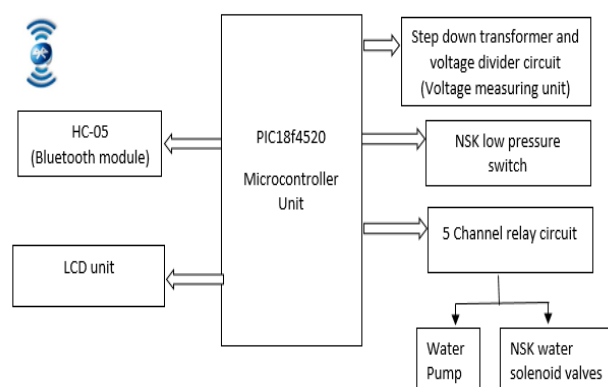 Step down transformer and
voltage divider circuit
(Voltage measuring unit)
HC-05
(Bluetooth module)
PIC18f4520
Microcontroller
Unit
NSK low pressure
switch
5 Channel relay circuit
LCD unit
Water
Pump
NSK water
solenoid valves